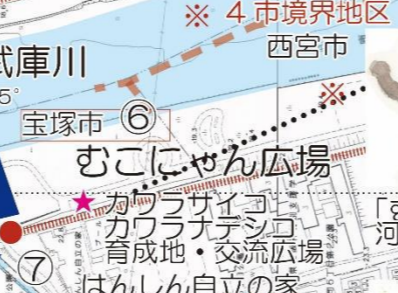 ※ 4市境界地区
西宮市
武庫川
5°
※
宝塚市 ⑥
むこにゃん広場
★カワラサイコ
カワラナデシコ
育成地・交流広場
⑦
はんしん自立の家
河